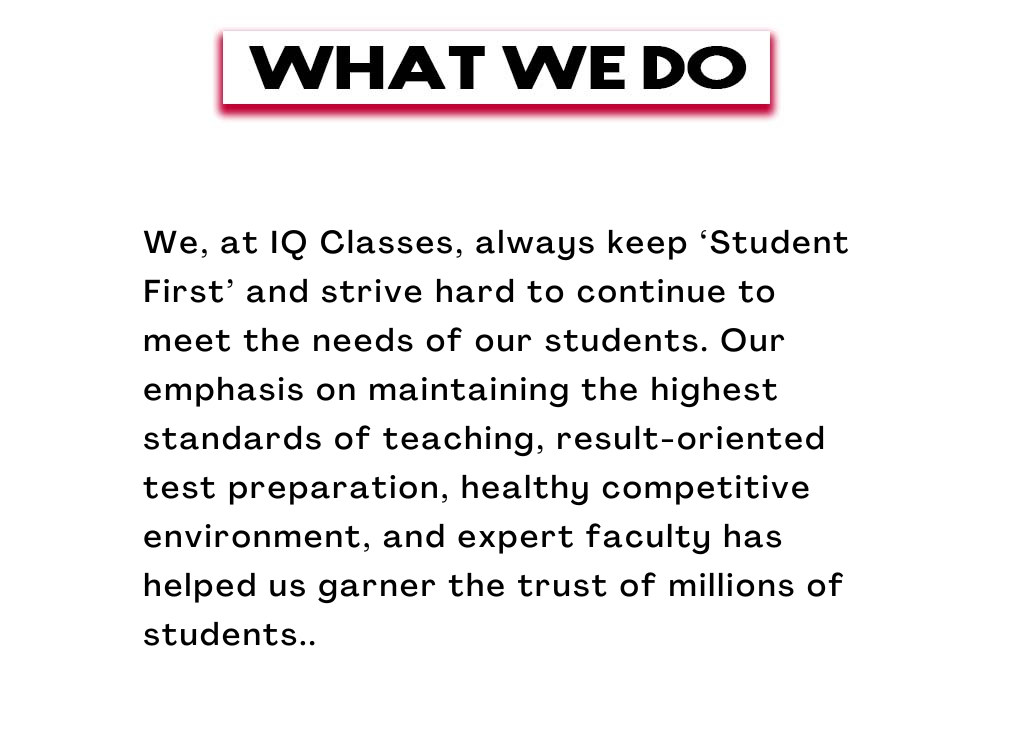 WHAT WE DO
We, at IQ Classes, always keep ‘Student
First’ and strive hard to continue to
meet the needs of our students. Our
emphasis on maintaining the highest
standards of teaching, result-oriented
test preparation, healthy competitive
environment, and expert faculty has
helped us garner the trust of millions of
students..